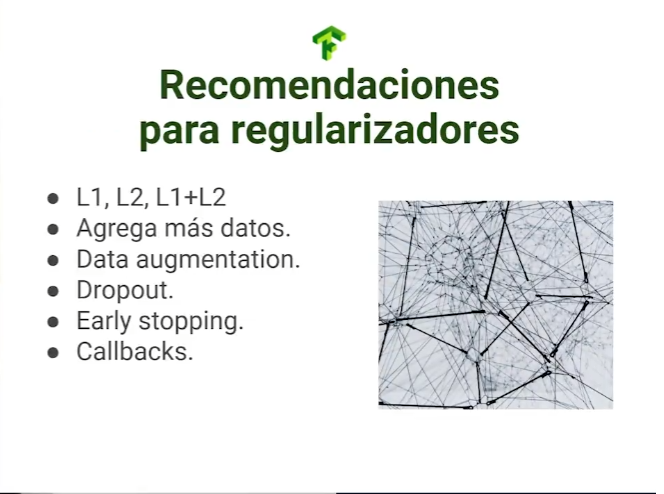 Recomendaciones
para regularizadores
● L1, L2, L1+L2
● Agrega más datos.
● Data augmentation.
● Dropout.
● Early stopping.
● Callbacks.